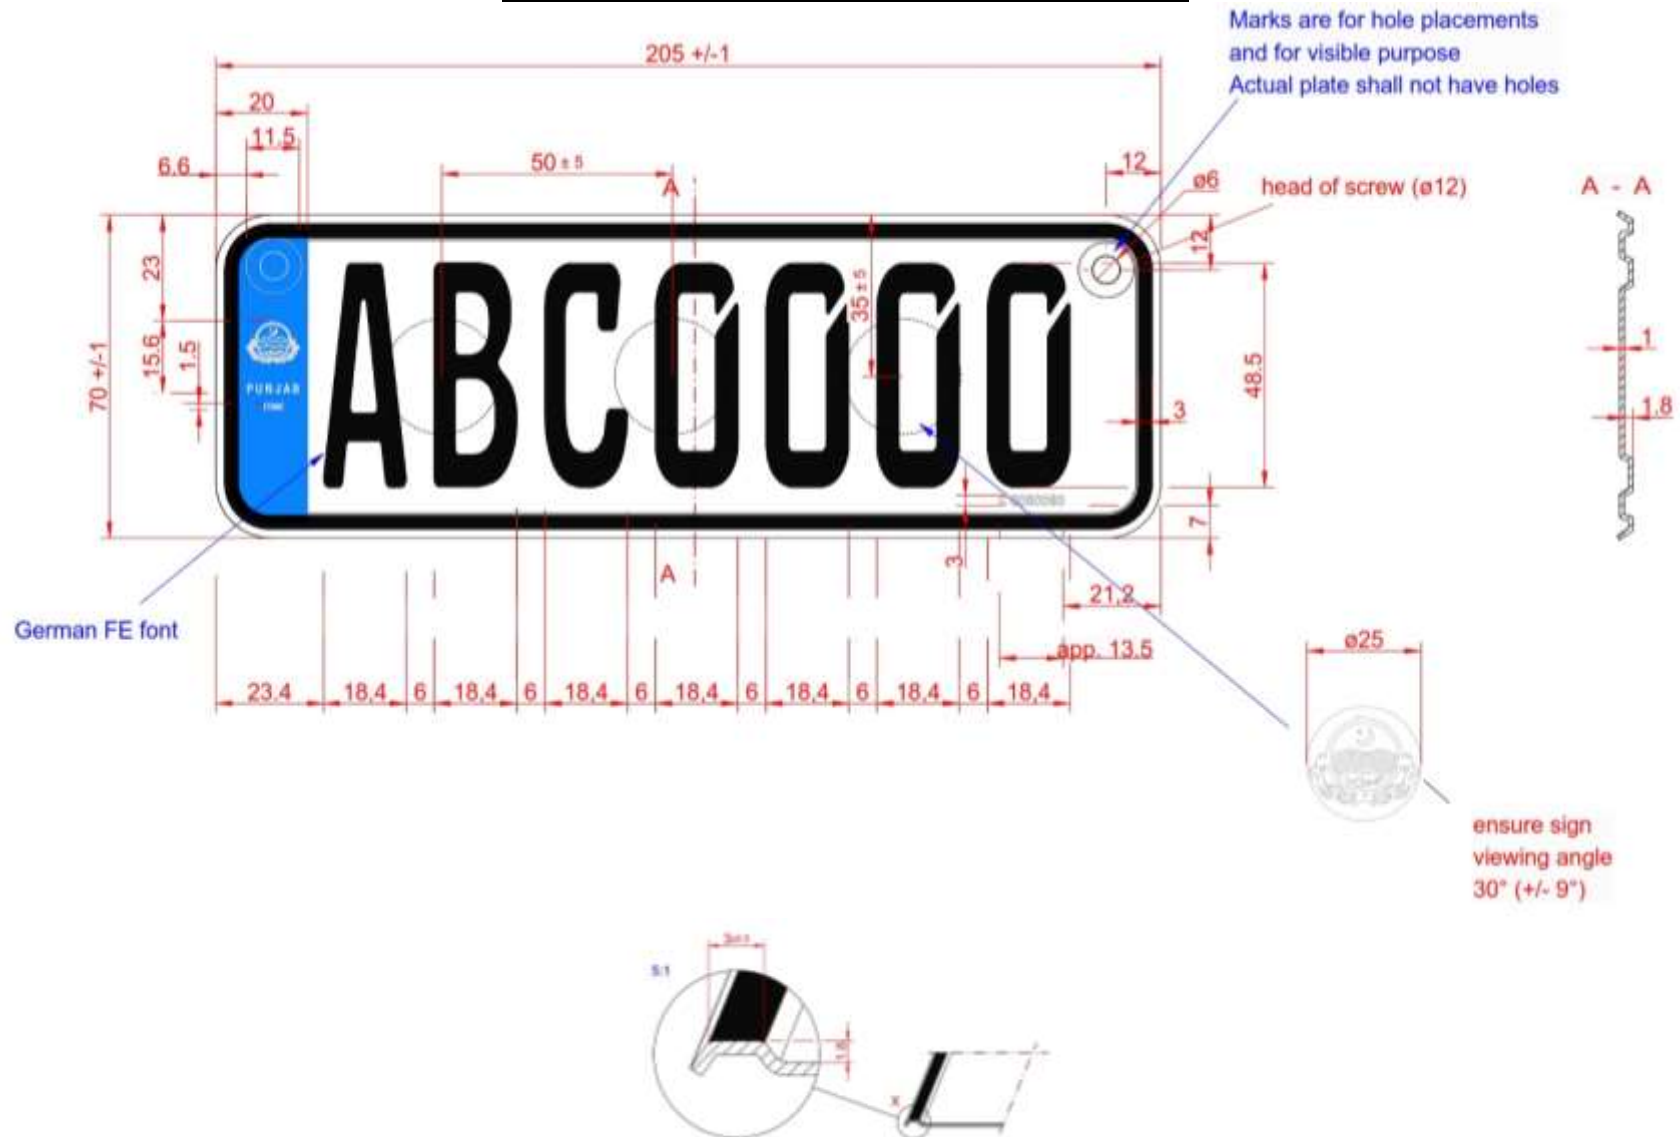 Marks are for hole placements
and for visible purpose
Actual plate shall not have holes
205 +/-1
20
11.5
6.6
50 ± 5
12
ø6
head of screw (ø12)
A - A
A
12
23
35 ± 5
15.6
1.5
70 +/-1
PUNJAB
ABC0000
48.5
1
3
1.8
7
3
A
21,2
German FE font
app. 13.5
ø25
23.4
18,4
6
18,4
6
18,4
6
18,4
6
18,4
6
18,4
6
18,4
ensure sign
viewing angle
30° (+/- 9°)
5:1
1.8
X